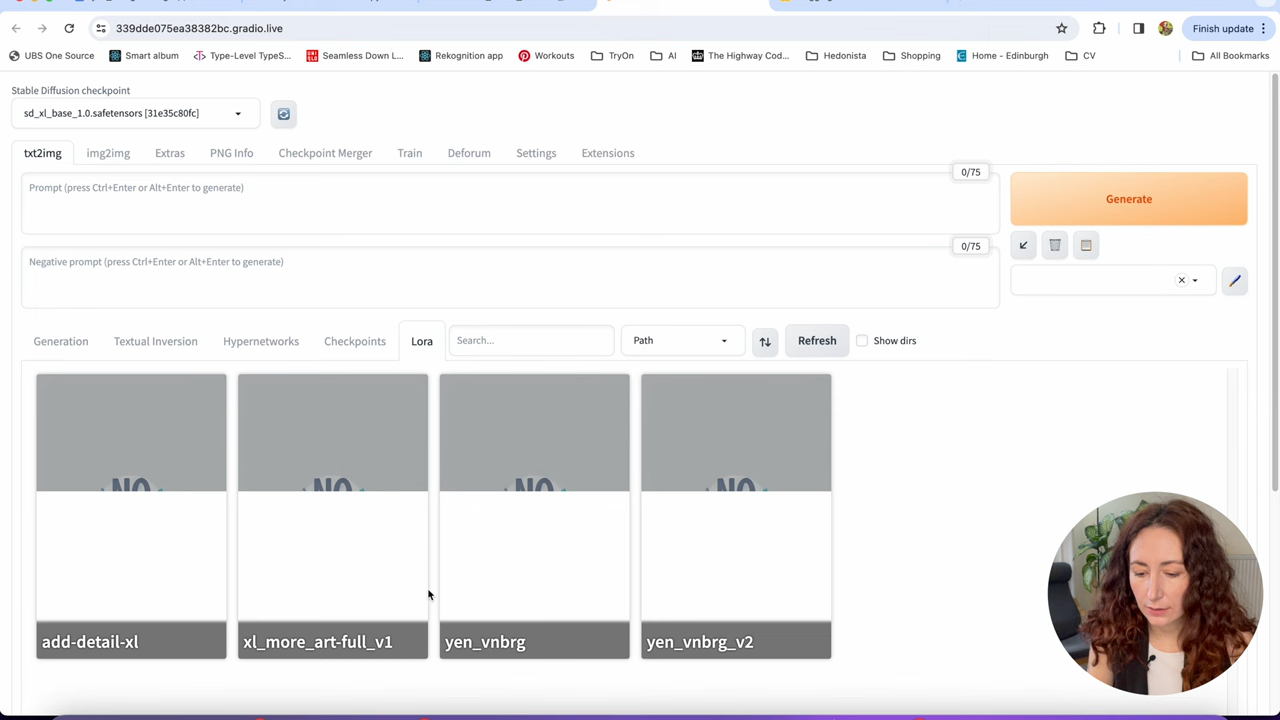 339dde075ea38382bc.gradio.live
Finish update
UBS One Source
Smart album
Type-Level TypeS...
Seamless Down L...
Rekognition app
Workouts
TryOn
AI
The Highway Cod...
Hedonista
Shopping
Home - Edinburgh
CV
All Bookmarks
Stable Diffusion checkpoint
sd_xl_base_1.0.safetensors [31e35c80fc]
txt2img
img2img
Extras
PNG Info
Checkpoint Merger
Train
Deforum
Settings
Extensions
0/75
Prompt (press Ctrl+Enter or Alt+Enter to generate)
Generate
0/75
Negative prompt (press Ctrl+Enter or Alt+Enter to generate)
Generation
Textual Inversion
Hypernetworks
Checkpoints
Lora
Search...
Path
Refresh
Show dirs
NO
NO
NO
NO
add-detail-xl
xl_more_art-full_v1
yen_vnbrg
yen_vnbrg_v2